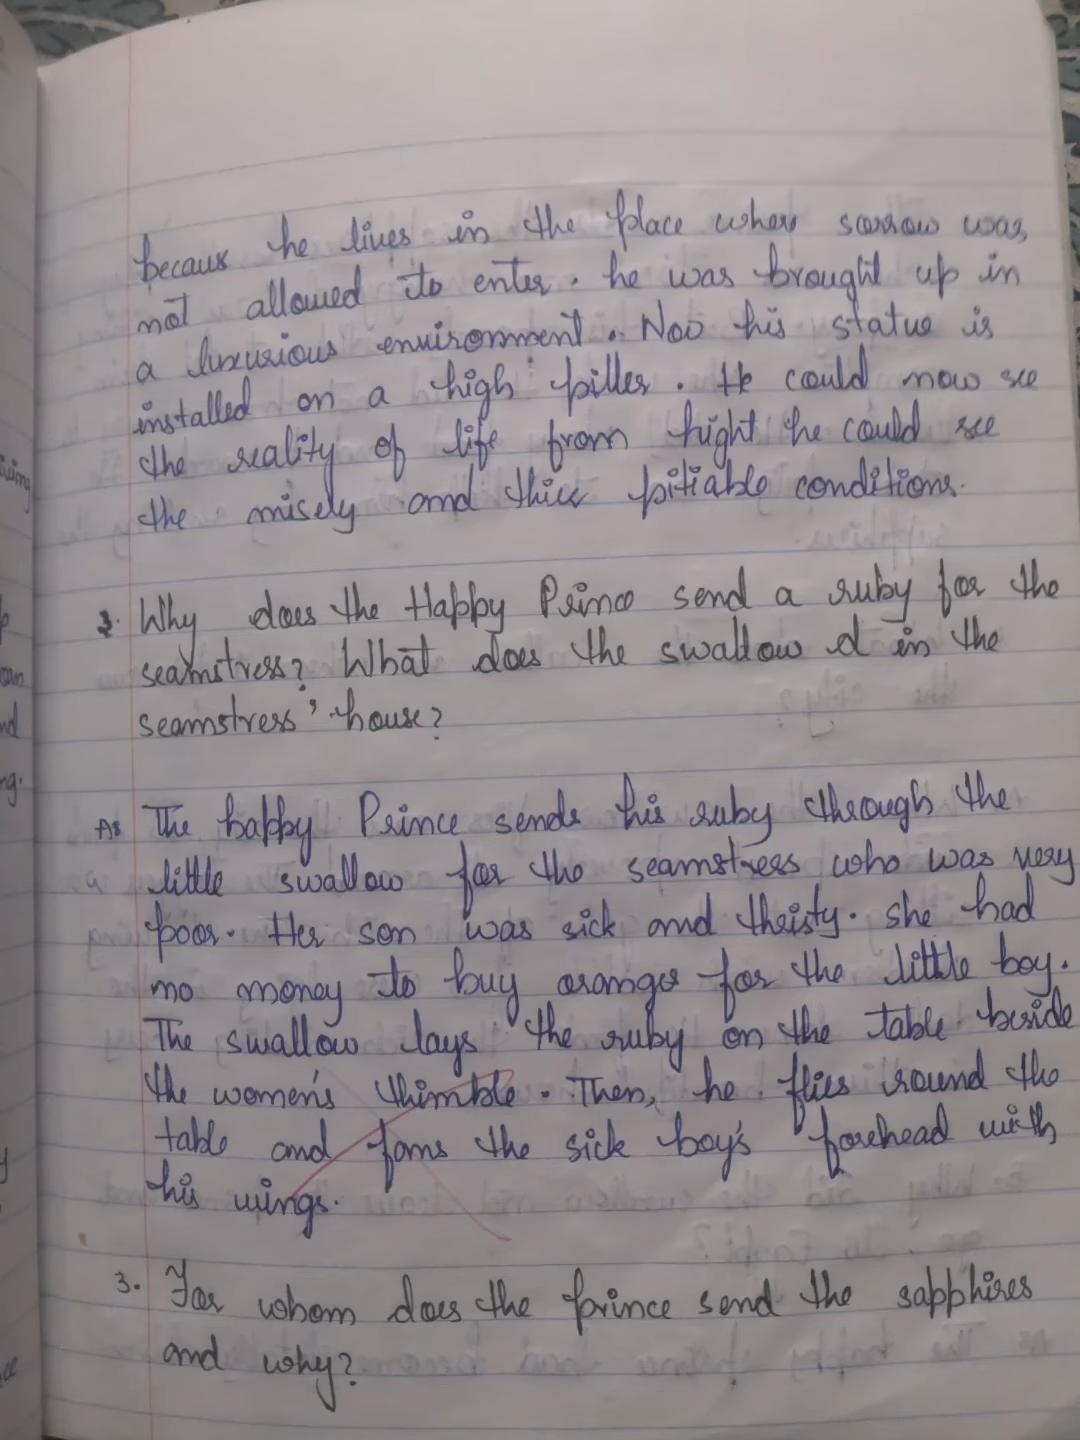 becaus he lives in the place where sorrow was,
not allowed to enter. he was brought up in
a luxurious environment. Now his statue is
installed on a high piller. He could now see
the reality of life from hight he could see
the misely and thier pitiable conditions.
2. Why does the Happy Prince send a ruby for the
seamstress? What does the swallow d in the
seamstress' house?
As The happy Prince sends his ruby through the
little swallow for the seamstress who was very
poor. Her son was sick and thristy. she had
no money to buy oranges for the little boy.
The swallow lays the ruby on the table beside
the women's thimble. Then, he flies round the
table and fans the sick boy's forehead with
his wings.
3. For whom does the prince send the sapphires
and why?